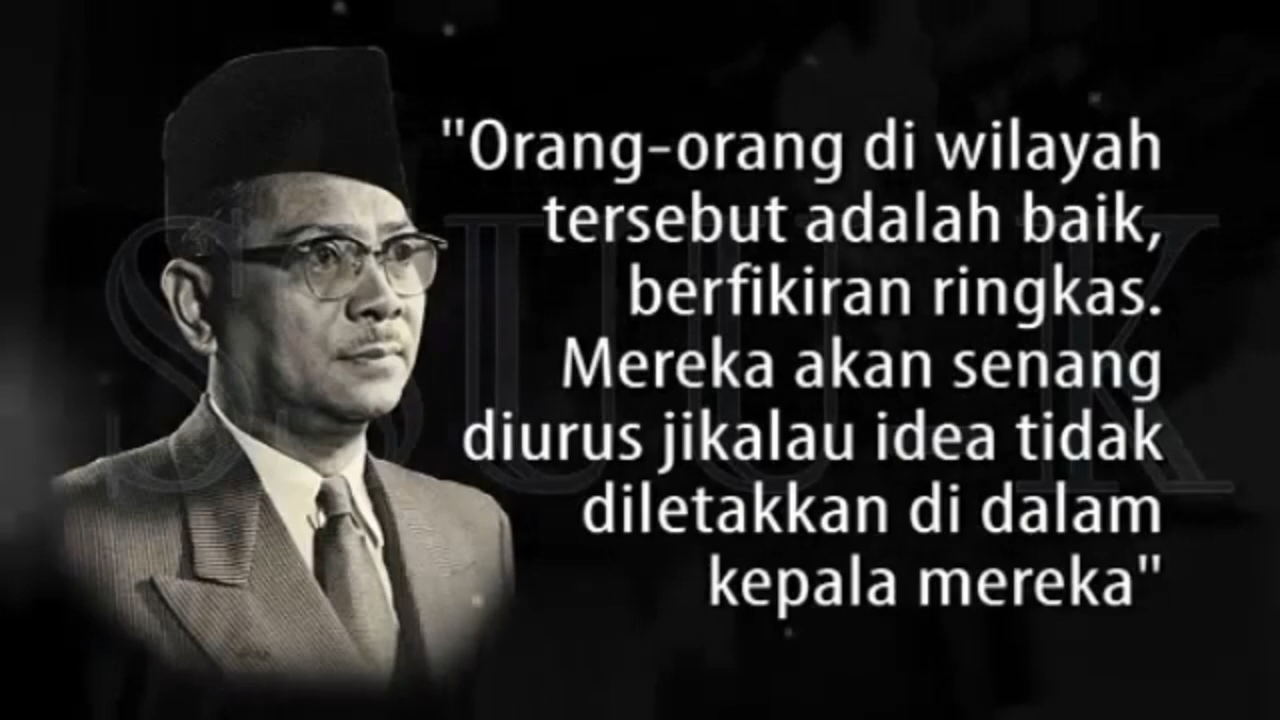 "Orang-orang di wilayah
tersebut adalah baik,
berfikiran ringkas.
Mereka akan senang
diurus jikalau idea tidak
diletakkan di dalam
kepala mereka"